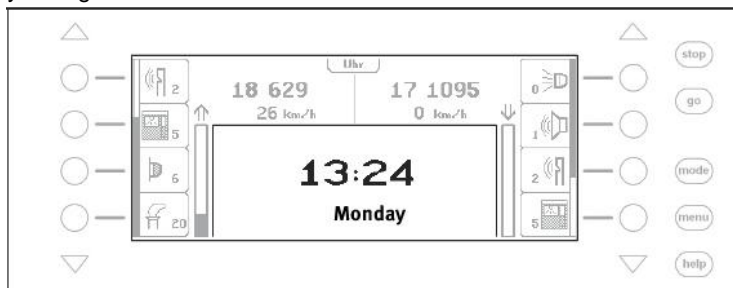 Uhr
18 629
17 1095
26 km/h
0 km/h
13:24
Monday
2
5
6
20
0
1
2
5
stop
go
mode
menu
help